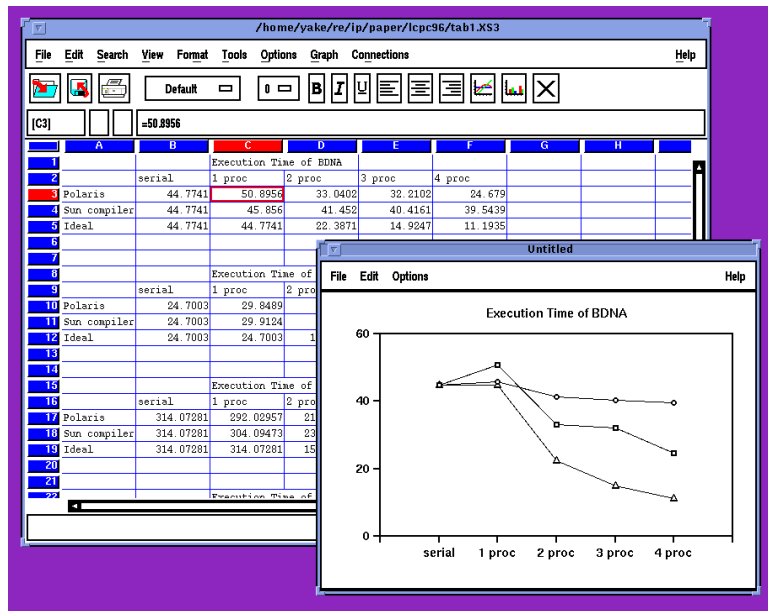 /home/yake/re/ip/paper/lcpc96/tab1.XS3
File Edit Search View Format Tools Options Graph Connections Help
Default 0 B I U
[C3] =50.8956
A B C D E F G H
1 Execution Time of BDNA
2 serial 1 proc 2 proc 3 proc 4 proc
3 Polaris 44.7741 50.8956 33.0402 32.2102 24.679
4 Sun compiler 44.7741 45.856 41.452 40.4161 39.5439
5 Ideal 44.7741 44.7741 22.3871 14.9247 11.1935
6
7
8 Execution Time of
9 serial 1 proc 2 pro
10 Polaris 24.7003 29.8489
11 Sun compiler 24.7003 29.9124
12 Ideal 24.7003 24.7003 1
13
14
15 Execution Time of
16 serial 1 proc 2 pro
17 Polaris 314.07281 292.02957 21
18 Sun compiler 314.07281 304.09473 23
19 Ideal 314.07281 314.07281 15
20
21
22 Execution Time of
Untitled
File Edit Options Help
Execution Time of BDNA
60
40
20
0
serial 1 proc 2 proc 3 proc 4 proc